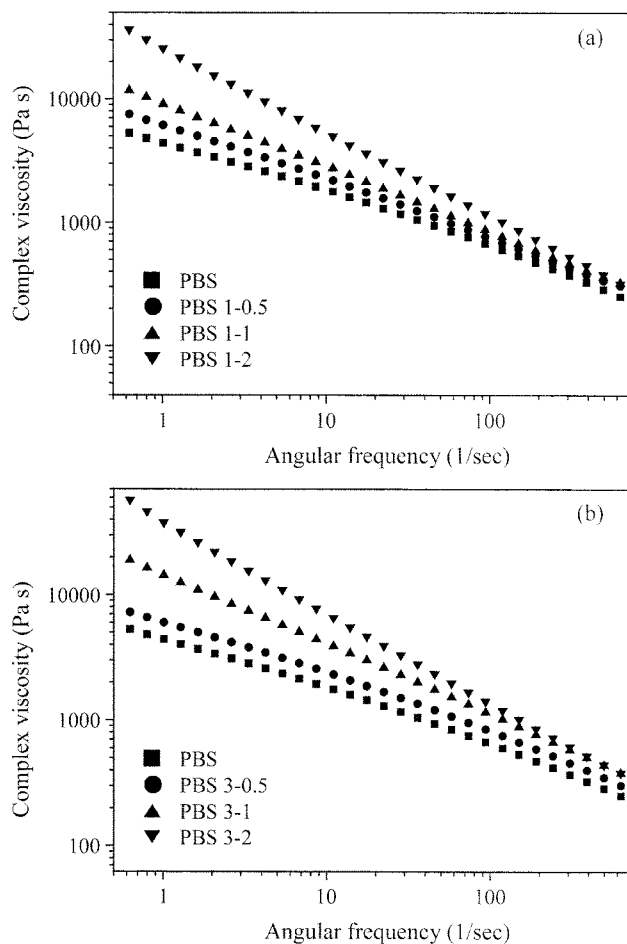 (a)
Complex viscosity (Pa s)
10000
1000
100
PBS
PBS 1-0.5
PBS 1-1
PBS 1-2
1 10 100
Angular frequency (1/sec)
(b)
Complex viscosity (Pa s)
10000
1000
100
PBS
PBS 3-0.5
PBS 3-1
PBS 3-2
1 10 100
Angular frequency (1/sec)